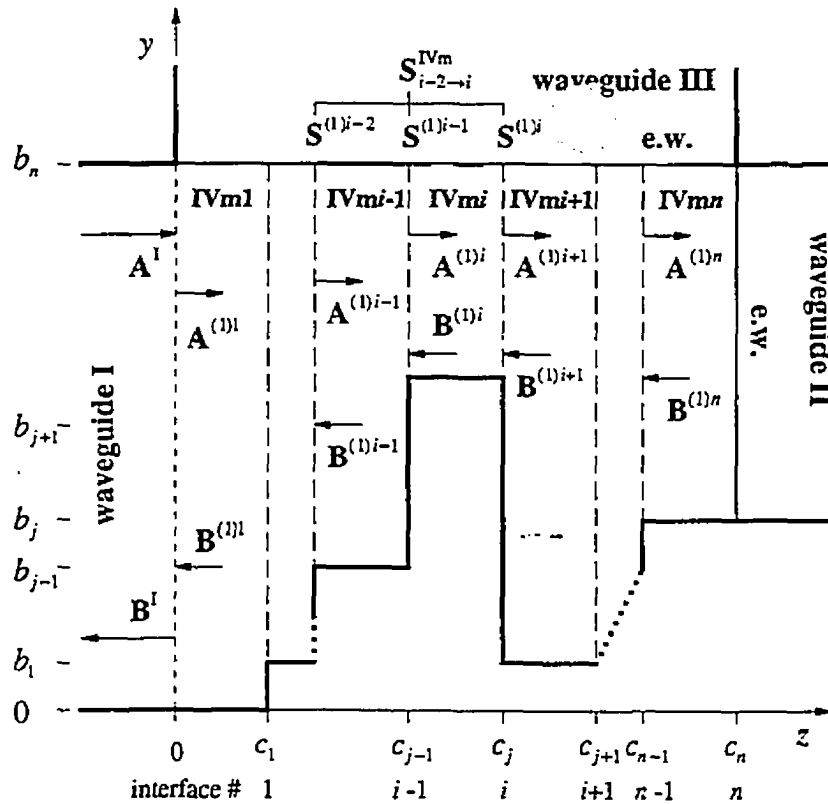 y
S^{IVm}_{i-2→i}
waveguide III
S^{(1)i-2} S^{(1)i-1} S^{(1)i} e.w.
b_n
IVm1 IVmi-1 IVmi IVmi+1 IVmn
A^I A^{(1)1} A^{(1)i-1} A^{(1)i} A^{(1)i+1} A^{(1)n}
B^{(1)i}
B^{(1)i+1} B^{(1)n}
waveguide I
e.w.
waveguide II
b_{j+1} B^{(1)i-1}
b_j
B^{(1)1}
b_{j-1}
B^I
b_1
0
0 c_1 c_{j-1} c_j c_{j+1} c_{n-1} c_n z
interface # 1 i-1 i i+1 n-1 n